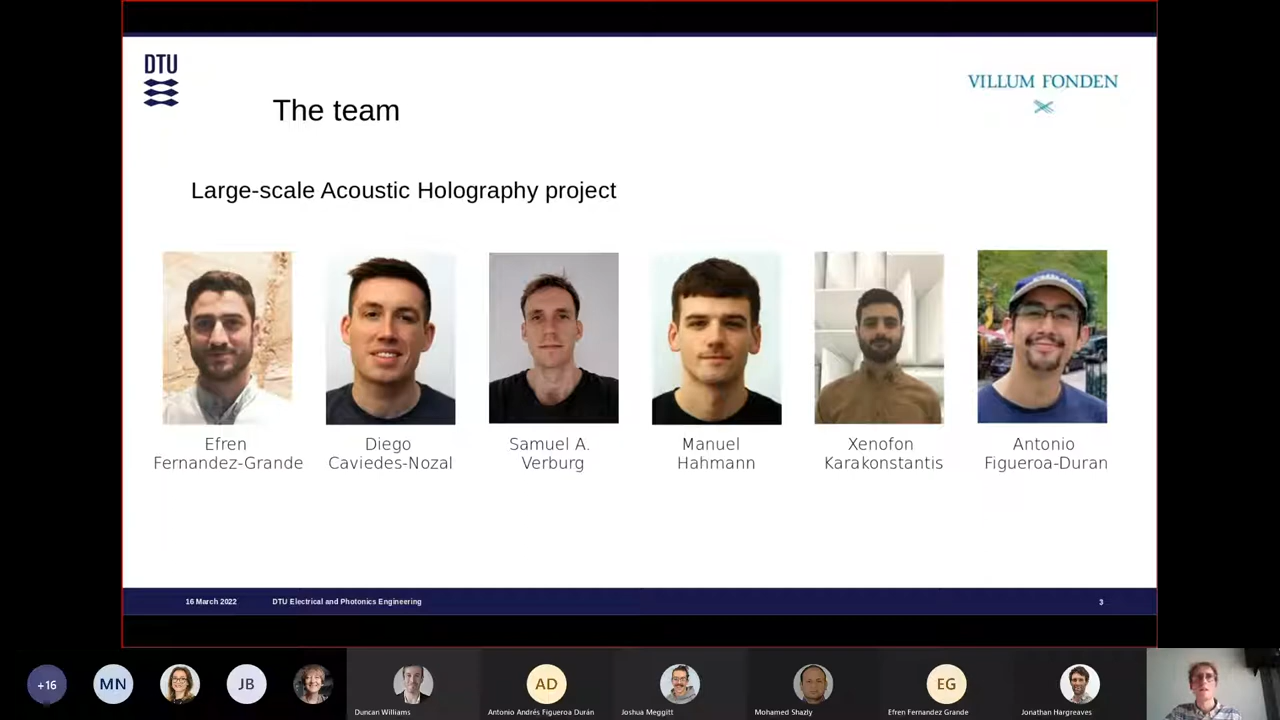 DTU
VILLUM FONDEN
The team
Large-scale Acoustic Holography project
Efren
Fernandez-Grande
Diego
Caviedes-Nozal
Samuel A.
Verburg
Manuel
Hahmann
Xenofon
Karakonstantis
Antonio
Figueroa-Duran
16 March 2022
DTU Electrical and Photonics Engineering
3
+16
MN
JB
AD
EG
Duncan Williams
Antonio Andrés Figueroa Durán
Joshua Meggitt
Mohamed Shazly
Efren Fernandez Grande
Jonathan Hargreaves